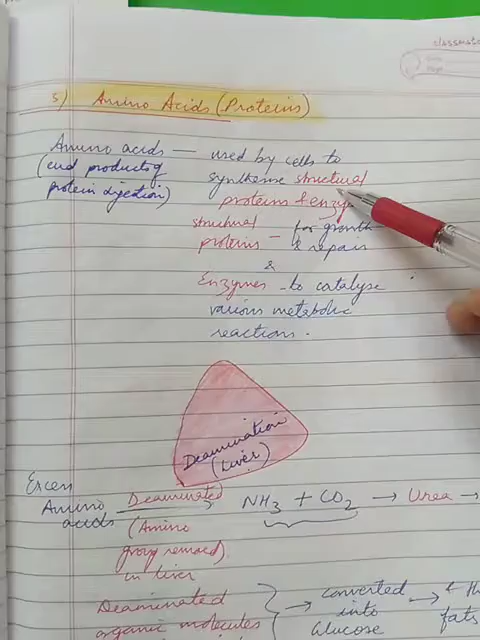 classmate
5) Amino Acids (Proteins)
Amino acids — used by cells to
(end products of synthesise structural
protein digestion) proteins & enzy
structural for growth
proteins - & repair
&
Enzymes - to catalyse
various metabolic
reactions.
Deamination
(Liver)
Excess
Amino acids Deaminated NH3 + CO2 → Urea →
(Amino
group removed)
in liver
Deaminated
organic molecules
→ converted
into
Glucose
fats